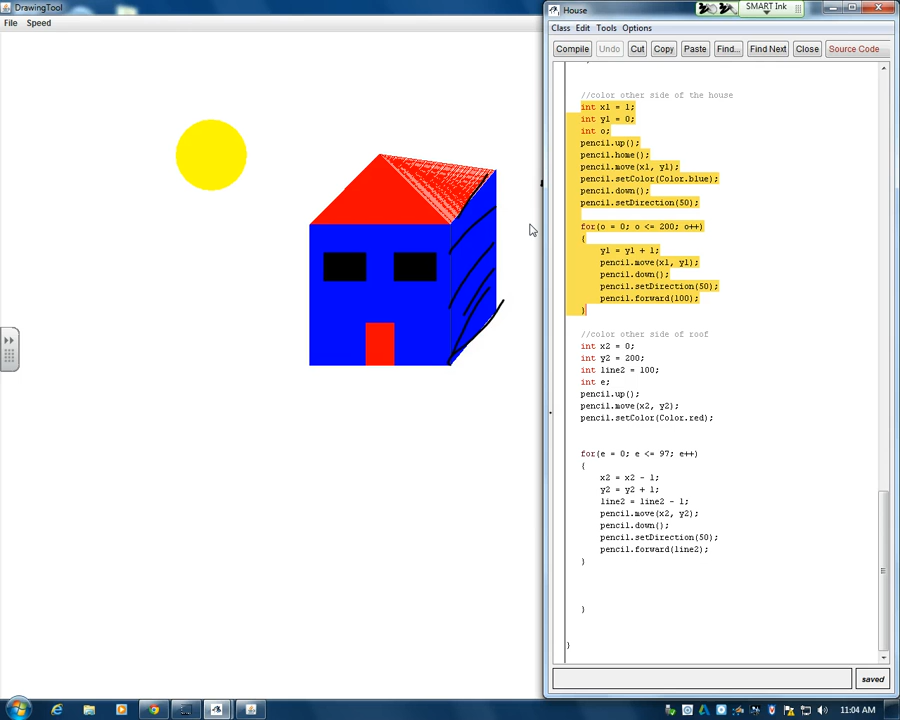 DrawingTool
File Speed
House
SMART Ink
Class Edit Tools Options
Compile Undo Cut Copy Paste Find... Find Next Close Source Code
//color other side of the house
int x1 = 1;
int y1 = 0;
int o;
pencil.up();
pencil.home();
pencil.move(x1, y1);
pencil.setColor(Color.blue);
pencil.down();
pencil.setDirection(50);
for(o = 0; o <= 200; o++)
{
y1 = y1 + 1;
pencil.move(x1, y1);
pencil.down();
pencil.setDirection(50);
pencil.forward(100);
}
//color other side of roof
int x2 = 0;
int y2 = 200;
int line2 = 100;
int e;
pencil.up();
pencil.move(x2, y2);
pencil.setColor(Color.red);
for(e = 0; e <= 97; e++)
{
x2 = x2 - 1;
y2 = y2 + 1;
line2 = line2 - 1;
pencil.move(x2, y2);
pencil.down();
pencil.setDirection(50);
pencil.forward(line2);
}
}
}
saved
11:04 AM